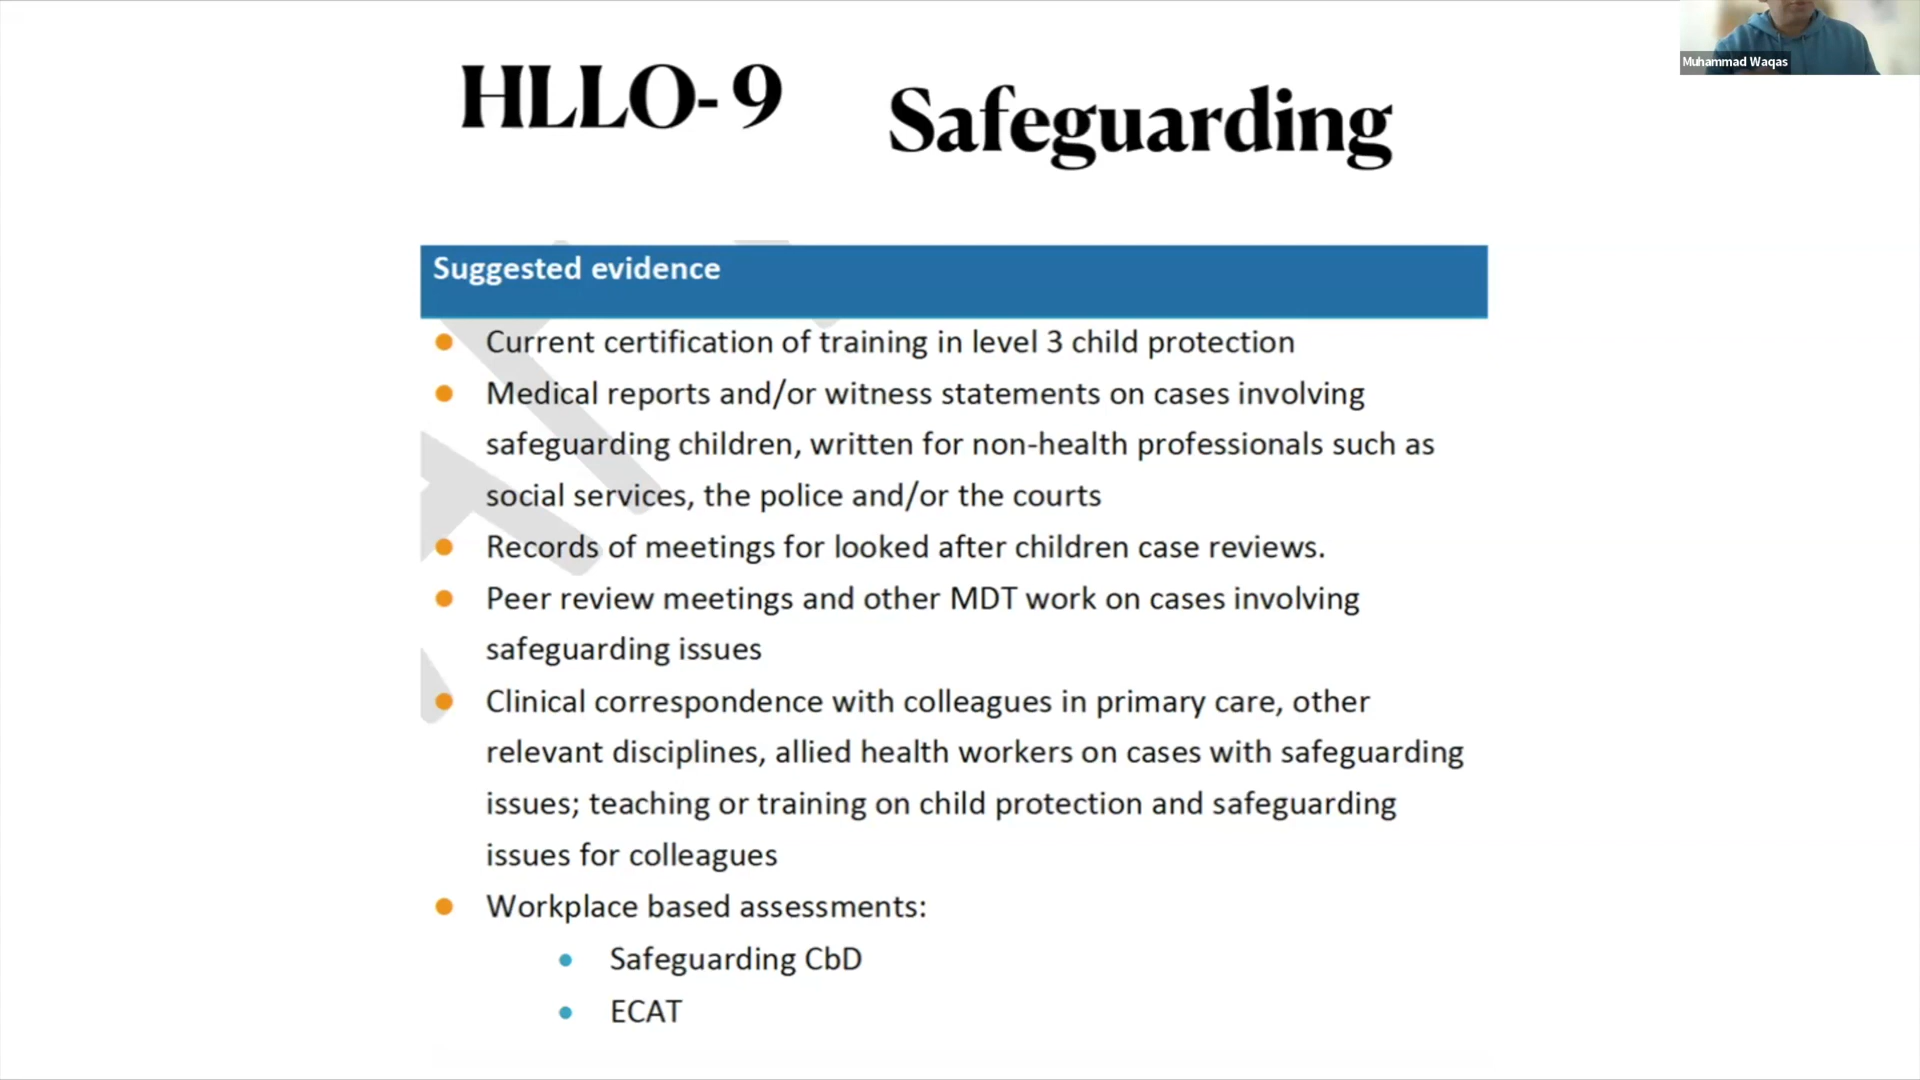 HLLO- 9 Safeguarding
Muhammad Waqas
Suggested evidence
Current certification of training in level 3 child protection
Medical reports and/or witness statements on cases involving
safeguarding children, written for non-health professionals such as
social services, the police and/or the courts
Records of meetings for looked after children case reviews.
Peer review meetings and other MDT work on cases involving
safeguarding issues
Clinical correspondence with colleagues in primary care, other
relevant disciplines, allied health workers on cases with safeguarding
issues; teaching or training on child protection and safeguarding
issues for colleagues
Workplace based assessments:
Safeguarding CbD
ECAT